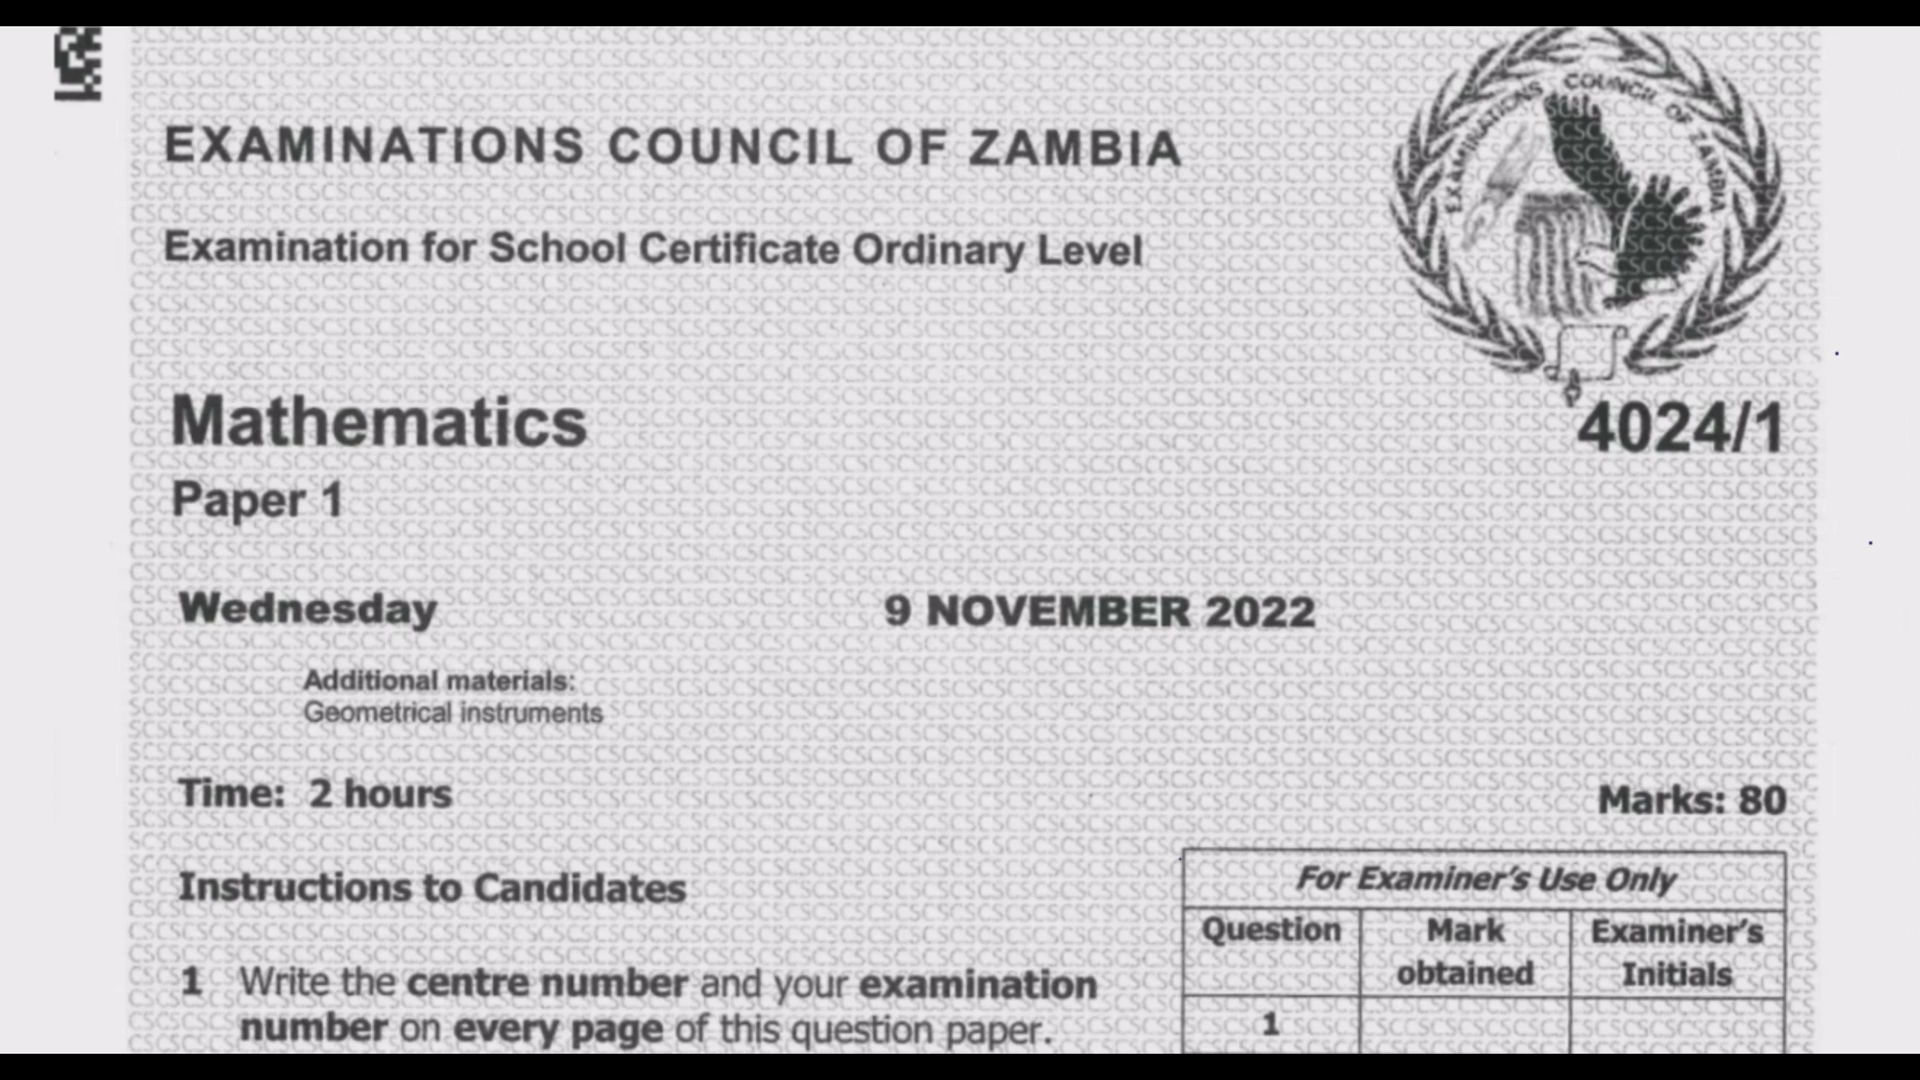 EXAMINATIONS COUNCIL OF ZAMBIA
EXAMINATIONS COUNCIL OF ZAMBIA
Examination for School Certificate Ordinary Level
Mathematics
4024/1
Paper 1
Wednesday
9 NOVEMBER 2022
Additional materials:
Geometrical instruments
Time: 2 hours
Marks: 80
Instructions to Candidates
For Examiner's Use Only
Question
Mark obtained
Examiner's Initials
1 Write the centre number and your examination
number on every page of this question paper.
1